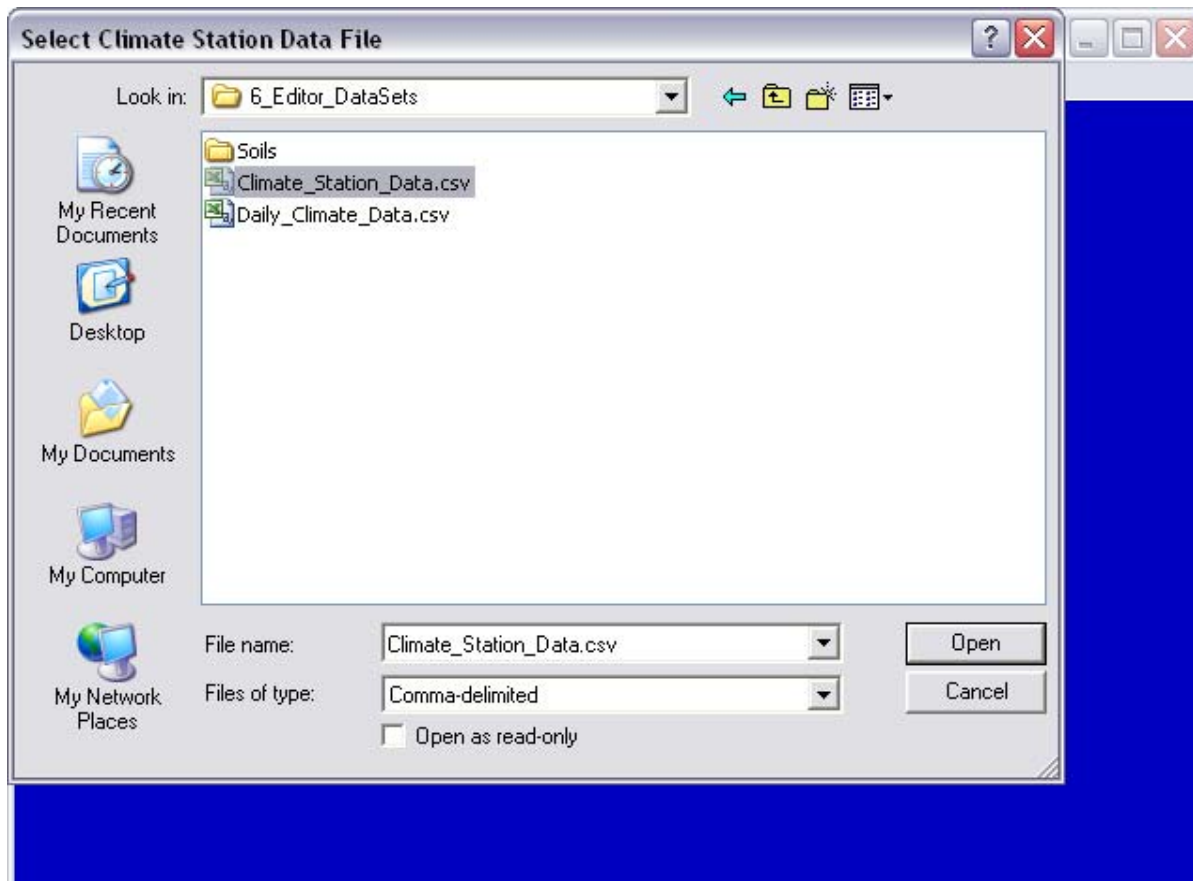 Select Climate Station Data File
?
Look in: 6_Editor_DataSets
Soils
Climate_Station_Data.csv
Daily_Climate_Data.csv
My Recent
Documents
Desktop
My Documents
My Computer
My Network
Places
File name: Climate_Station_Data.csv Open
Files of type: Comma-delimited Cancel
Open as read-only